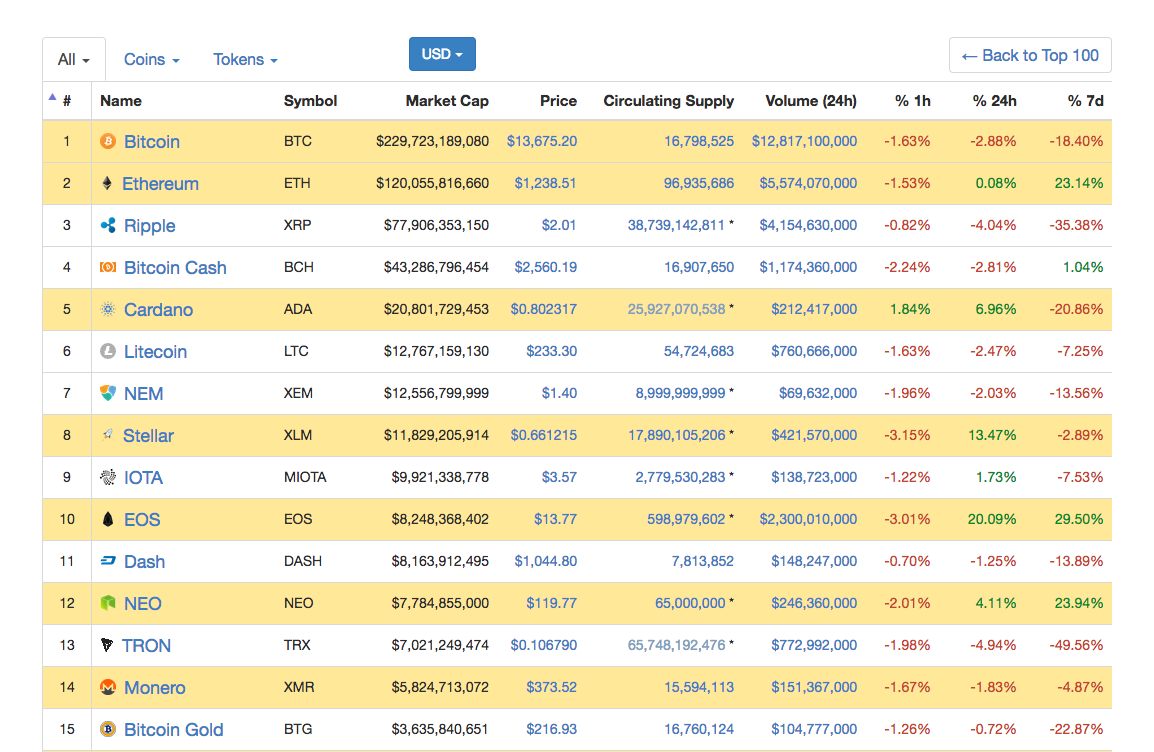 All Coins Tokens USD ← Back to Top 100
# Name Symbol Market Cap Price Circulating Supply Volume (24h) % 1h % 24h % 7d
1 Bitcoin BTC $229,723,189,080 $13,675.20 16,798,525 $12,817,100,000 -1.63% -2.88% -18.40%
2 Ethereum ETH $120,055,816,660 $1,238.51 96,935,686 $5,574,070,000 -1.53% 0.08% 23.14%
3 Ripple XRP $77,906,353,150 $2.01 38,739,142,811 * $4,154,630,000 -0.82% -4.04% -35.38%
4 Bitcoin Cash BCH $43,286,796,454 $2,560.19 16,907,650 $1,174,360,000 -2.24% -2.81% 1.04%
5 Cardano ADA $20,801,729,453 $0.802317 25,927,070,538 * $212,417,000 1.84% 6.96% -20.86%
6 Litecoin LTC $12,767,159,130 $233.30 54,724,683 $760,666,000 -1.63% -2.47% -7.25%
7 NEM XEM $12,556,799,999 $1.40 8,999,999,999 * $69,632,000 -1.96% -2.03% -13.56%
8 Stellar XLM $11,829,205,914 $0.661215 17,890,105,206 * $421,570,000 -3.15% 13.47% -2.89%
9 IOTA MIOTA $9,921,338,778 $3.57 2,779,530,283 * $138,723,000 -1.22% 1.73% -7.53%
10 EOS EOS $8,248,368,402 $13.77 598,979,602 * $2,300,010,000 -3.01% 20.09% 29.50%
11 Dash DASH $8,163,912,495 $1,044.80 7,813,852 $148,247,000 -0.70% -1.25% -13.89%
12 NEO NEO $7,784,855,000 $119.77 65,000,000 * $246,360,000 -2.01% 4.11% 23.94%
13 TRON TRX $7,021,249,474 $0.106790 65,748,192,476 * $772,992,000 -1.98% -4.94% -49.56%
14 Monero XMR $5,824,713,072 $373.52 15,594,113 $151,367,000 -1.67% -1.83% -4.87%
15 Bitcoin Gold BTG $3,635,840,651 $216.93 16,760,124 $104,777,000 -1.26% -0.72% -22.87%